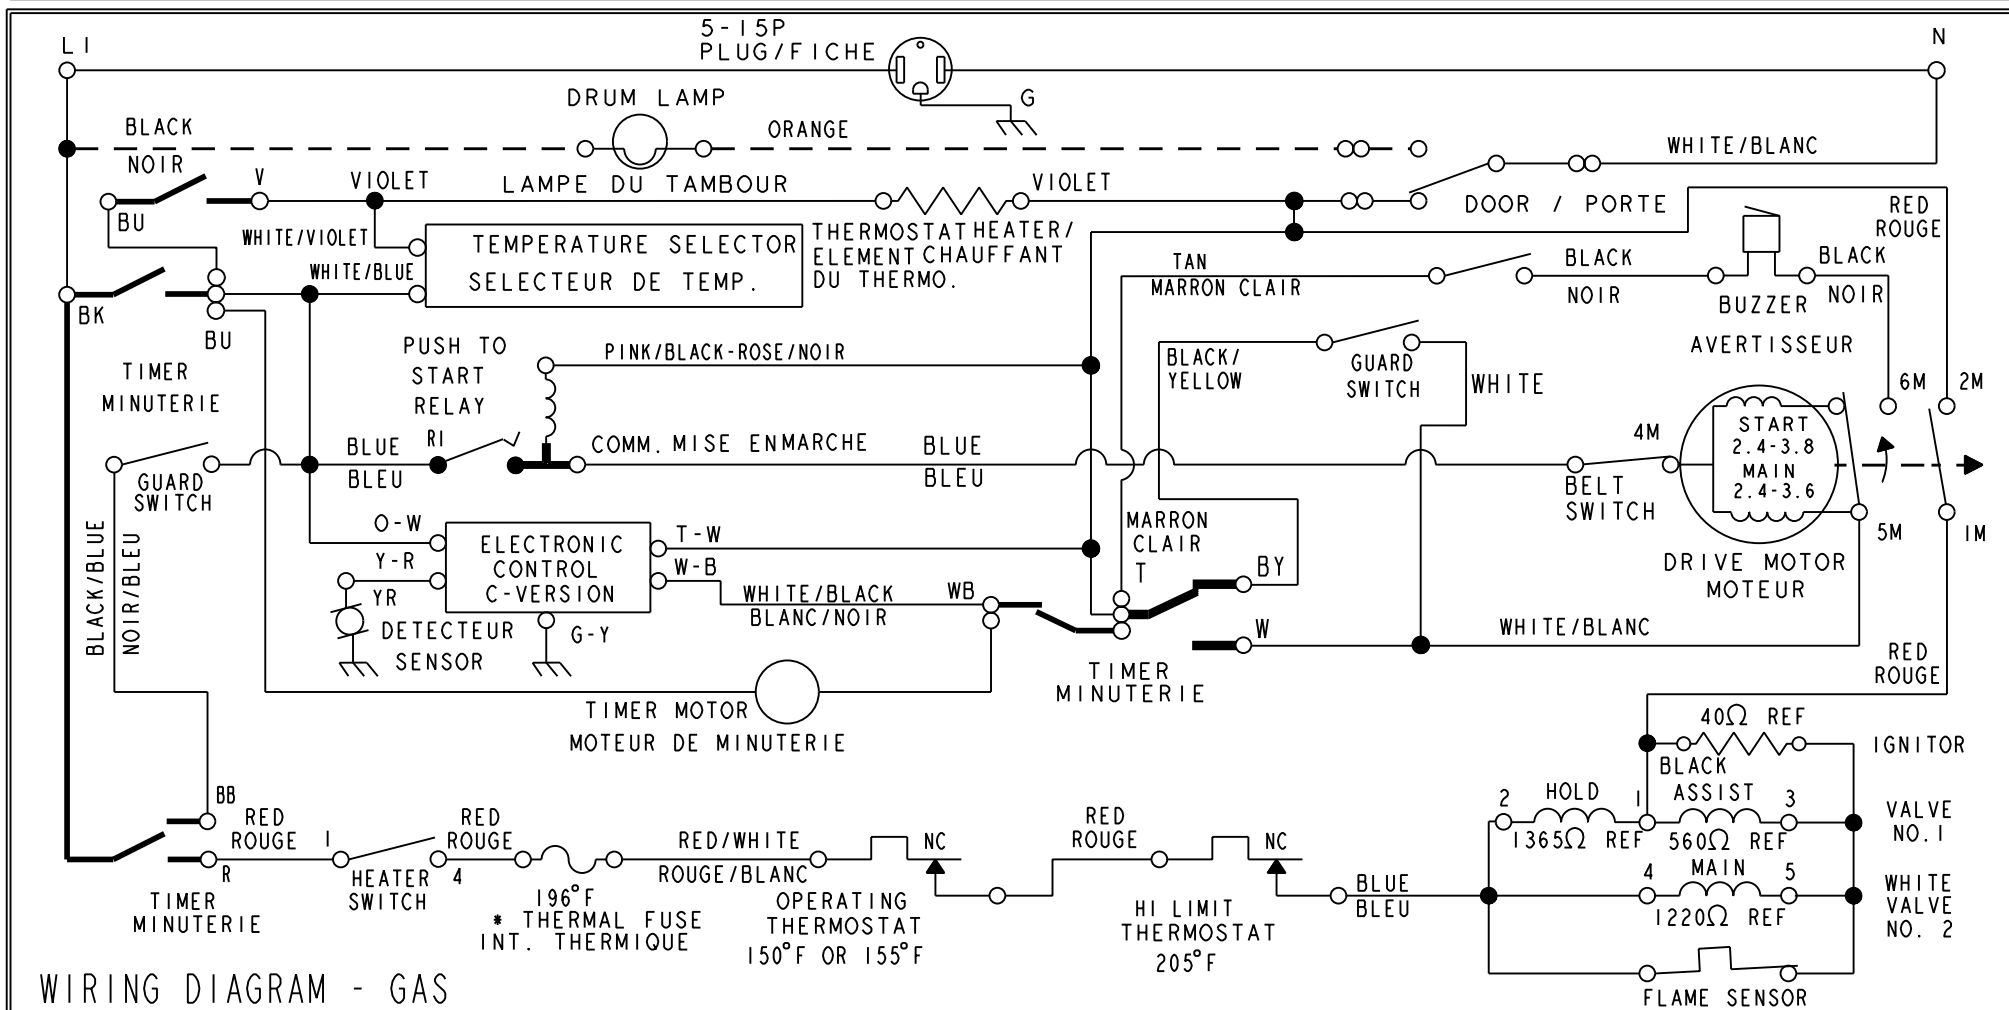 5-15P
PLUG/FICHE
L1
N
G
DRUM LAMP
BLACK
NOIR
ORANGE
WHITE/BLANC
V
VIOLET
LAMPE DU TAMBOUR
VIOLET
BU
DOOR / PORTE
RED
ROUGE
WHITE/VIOLET
TEMPERATURE SELECTOR
SELECTEUR DE TEMP.
THERMOSTAT HEATER/
ELEMENT CHAUFFANT
DU THERMO.
WHITE/BLUE
TAN
MARRON CLAIR
BLACK
NOIR
BUZZER
AVERTISSEUR
BLACK
NOIR
BK
BU
TIMER
MINUTERIE
PUSH TO
START
RELAY
PINK/BLACK-ROSE/NOIR
BLACK/
YELLOW
GUARD
SWITCH
WHITE
6M
2M
START
2.4-3.8
MAIN
2.4-3.6
4M
R1
BLUE
BLEU
COMM. MISE ENMARCHE
BLUE
BLEU
GUARD
SWITCH
BELT
SWITCH
5M
1M
DRIVE MOTOR
MOTEUR
BLACK/BLUE
NOIR/BLEU
O-W
Y-R
YR
ELECTRONIC
CONTROL
C-VERSION
T-W
W-B
G-Y
DETECTEUR
SENSOR
WHITE/BLACK
BLANC/NOIR
WB
MARRON
CLAIR
T
BY
W
WHITE/BLANC
TIMER
MINUTERIE
RED
ROUGE
TIMER MOTOR
MOTEUR DE MINUTERIE
40Ω REF
IGNITOR
BLACK
BB
RED
ROUGE
R
TIMER
MINUTERIE
1
HEATER
SWITCH
4
RED
ROUGE
196°F
* THERMAL FUSE
INT. THERMIQUE
RED/WHITE
ROUGE/BLANC
NC
OPERATING
THERMOSTAT
150°F OR 155°F
RED
ROUGE
NC
HI LIMIT
THERMOSTAT
205°F
BLUE
BLEU
2
HOLD
1
ASSIST
3
1365Ω REF
560Ω REF
VALVE
NO. 1
4
MAIN
5
1220Ω REF
WHITE
VALVE
NO. 2
FLAME SENSOR
WIRING DIAGRAM - GAS